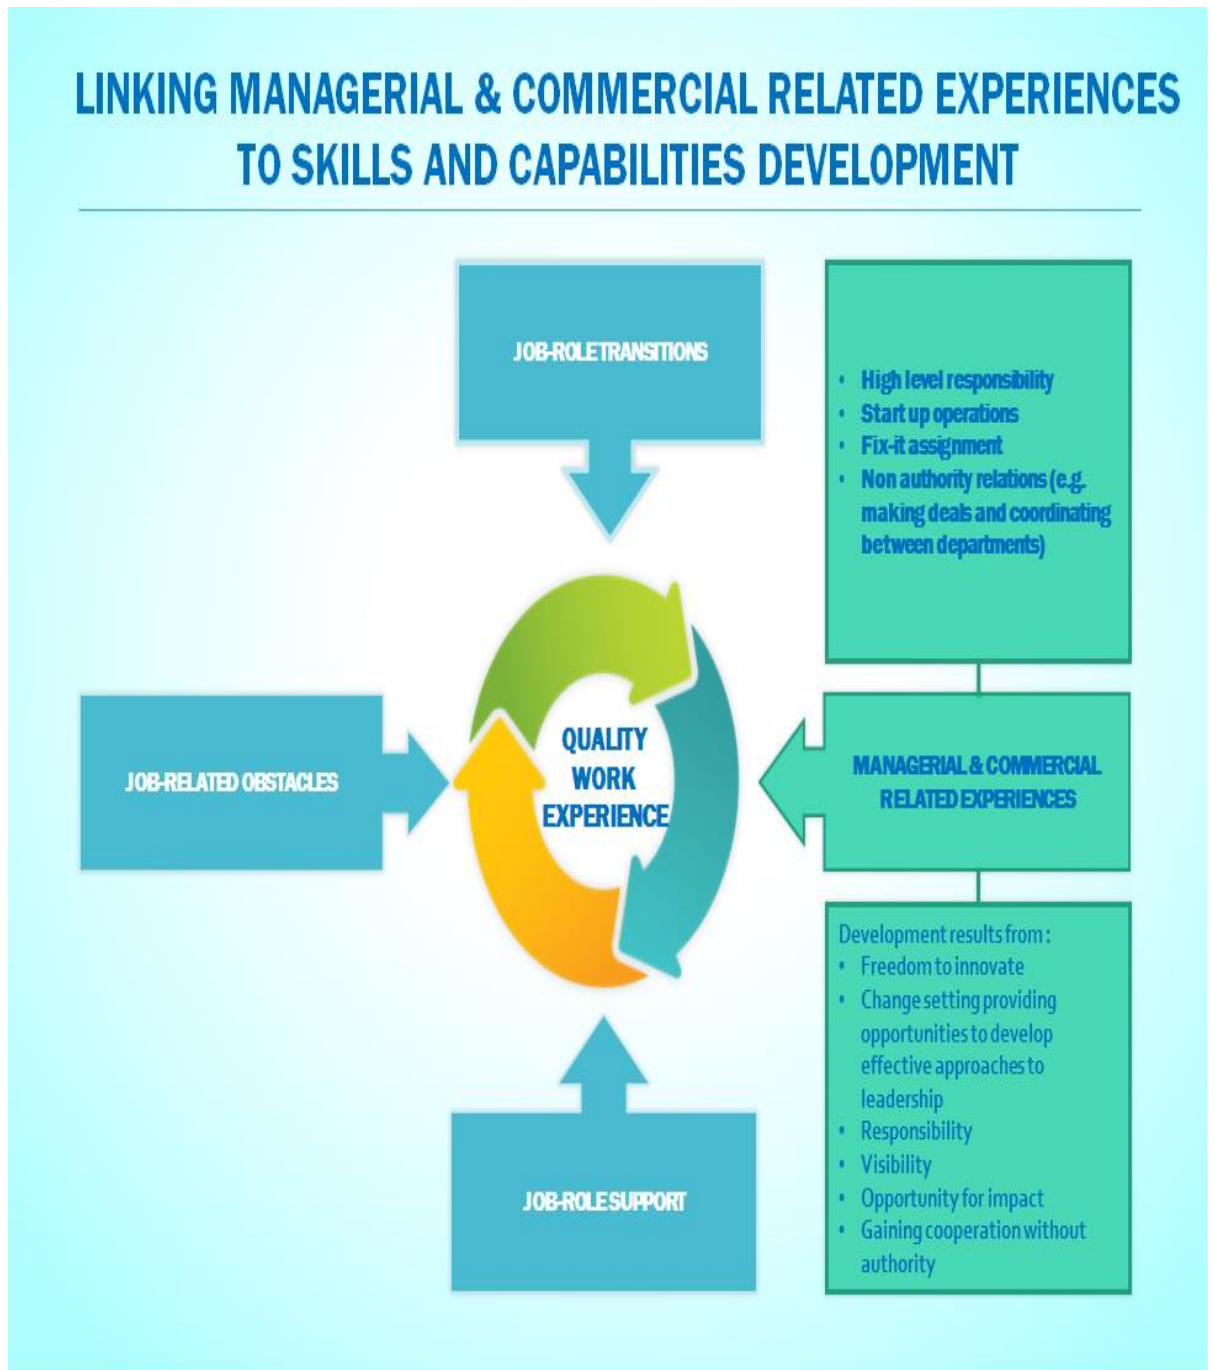 LINKING MANAGERIAL & COMMERCIAL RELATED EXPERIENCES
TO SKILLS AND CAPABILITIES DEVELOPMENT
JOB-ROLE TRANSITIONS
• High level responsibility
• Start up operations
• Fix-it assignment
• Non authority relations (e.g.
making deals and coordinating
between departments)
JOB-RELATED OBSTACLES
QUALITY
WORK
EXPERIENCE
MANAGERIAL & COMMERCIAL
RELATED EXPERIENCES
JOB-ROLE SUPPORT
Development results from :
• Freedom to innovate
• Change setting providing
opportunities to develop
effective approaches to
leadership
• Responsibility
• Visibility
• Opportunity for impact
• Gaining cooperation without
authority